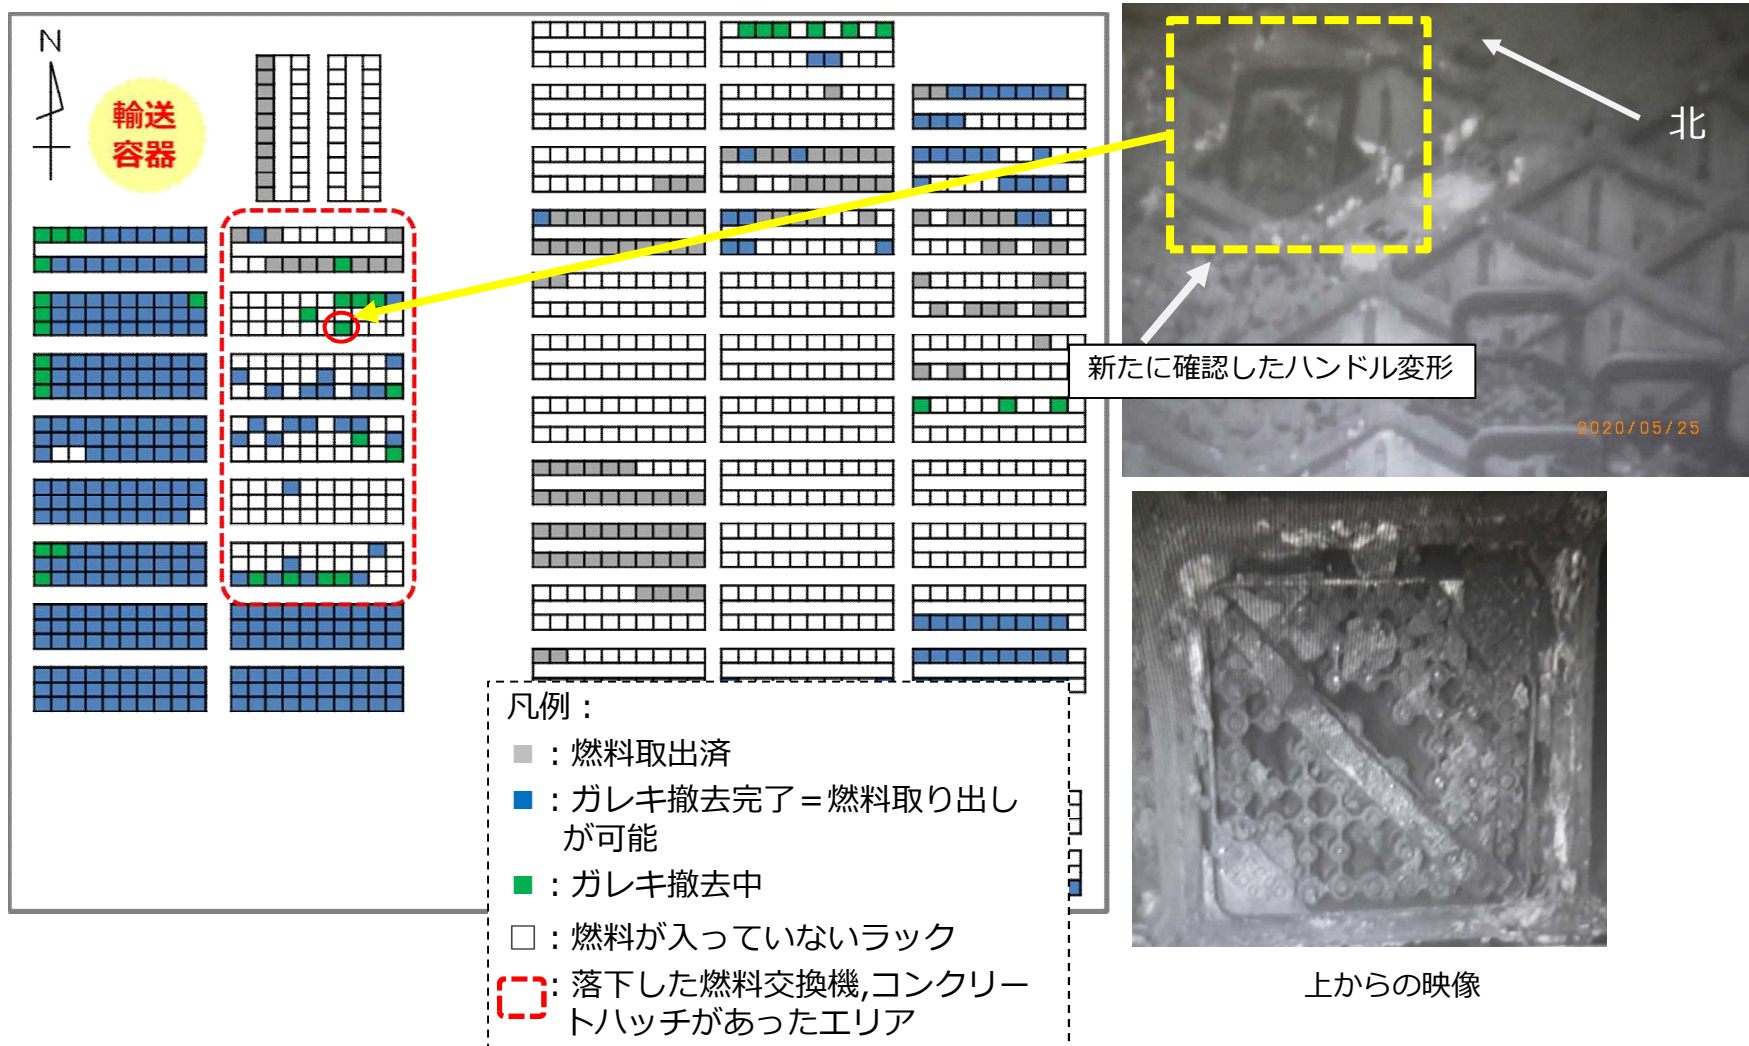 N
輸送
容器
北
新たに確認したハンドル変形
2020/05/25
凡例：
■：燃料取出済
■：ガレキ撤去完了＝燃料取り出し
が可能
■：ガレキ撤去中
□：燃料が入っていないラック
：落下した燃料交換機,コンクリー
トハッチがあったエリア
上からの映像